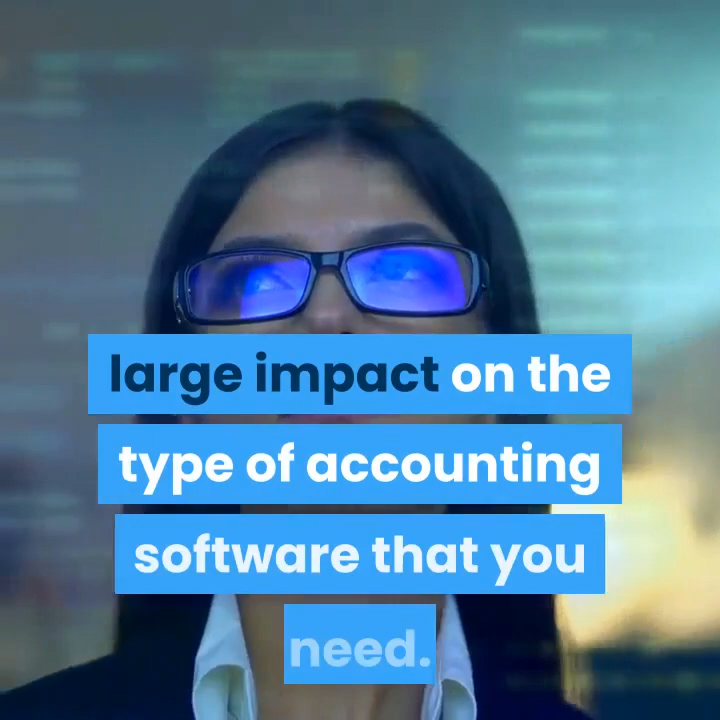 large impact on the
type of accounting
software that you
need.